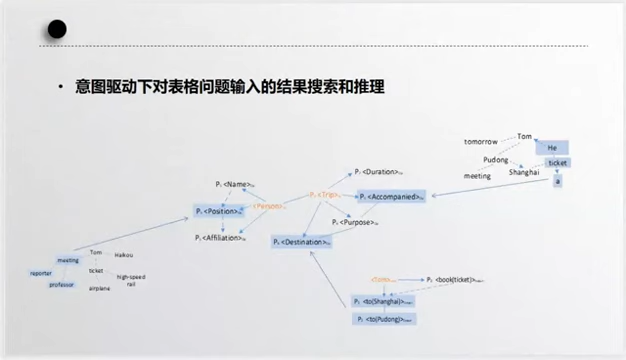 • 意图驱动下对表格问题输入的结果搜索和推理
tomorrow
Tom
He
Pudong
ticket
meeting
Shanghai
a
P. <Duration>
P. <Name>
<Person>
P. <Trip>
P. <Accompanied>
P. <Position>
P. <Purpose>
P. <Affiliation>
P. <Destination>
Tom
Haikou
meeting
reporter
ticket
high-speed
rail
professor
airplane
P. <book(ticket)>
P. <to(Shanghai)>
P. <to(Pudong)>